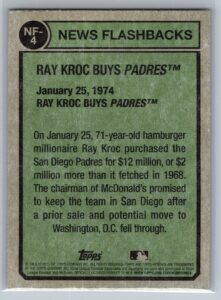 NF-
4
NEWS FLASHBACKS
RAY KROC BUYS PADRES™
January 25, 1974
RAY KROC BUYS PADRES™
On January 25, 71-year-old hamburger
millionaire Ray Kroc purchased the
San Diego Padres for $12 million, or $2
million more than it fetched in 1968.
The chairman of McDonald's promised
to keep the team in San Diego after
a prior sale and potential move to
Washington, D.C. fell through.
Topps